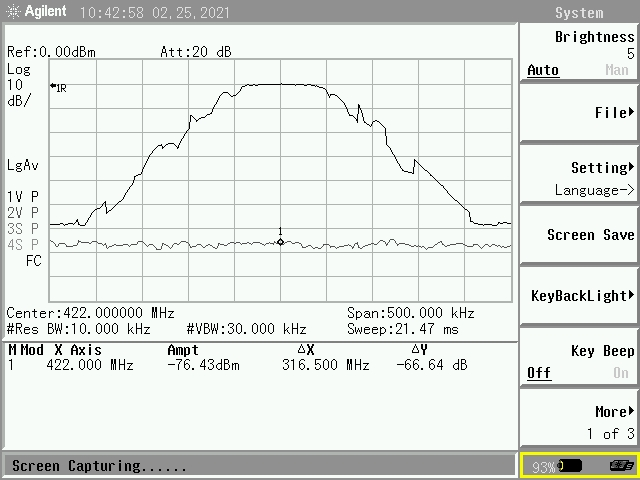 Agilent 10:42:58 02,25,2021 System
Ref:0.00dBm Att:20 dB
Log
10
dB/
1R
LgAv
1V P
2V P
3S P
4S P
FC
1
Center:422.000000 MHz Span:500.000 kHz
#Res BW:10.000 kHz #VBW:30.000 kHz Sweep:21.47 ms
M Mod X Axis Ampt ΔX ΔY
1 422.000 MHz -76.43dBm 316.500 MHz -66.64 dB
Screen Capturing......
Brightness
5
Auto Man
File
Setting
Language->
Screen Save
KeyBackLight
Key Beep
Off On
More
1 of 3
93%